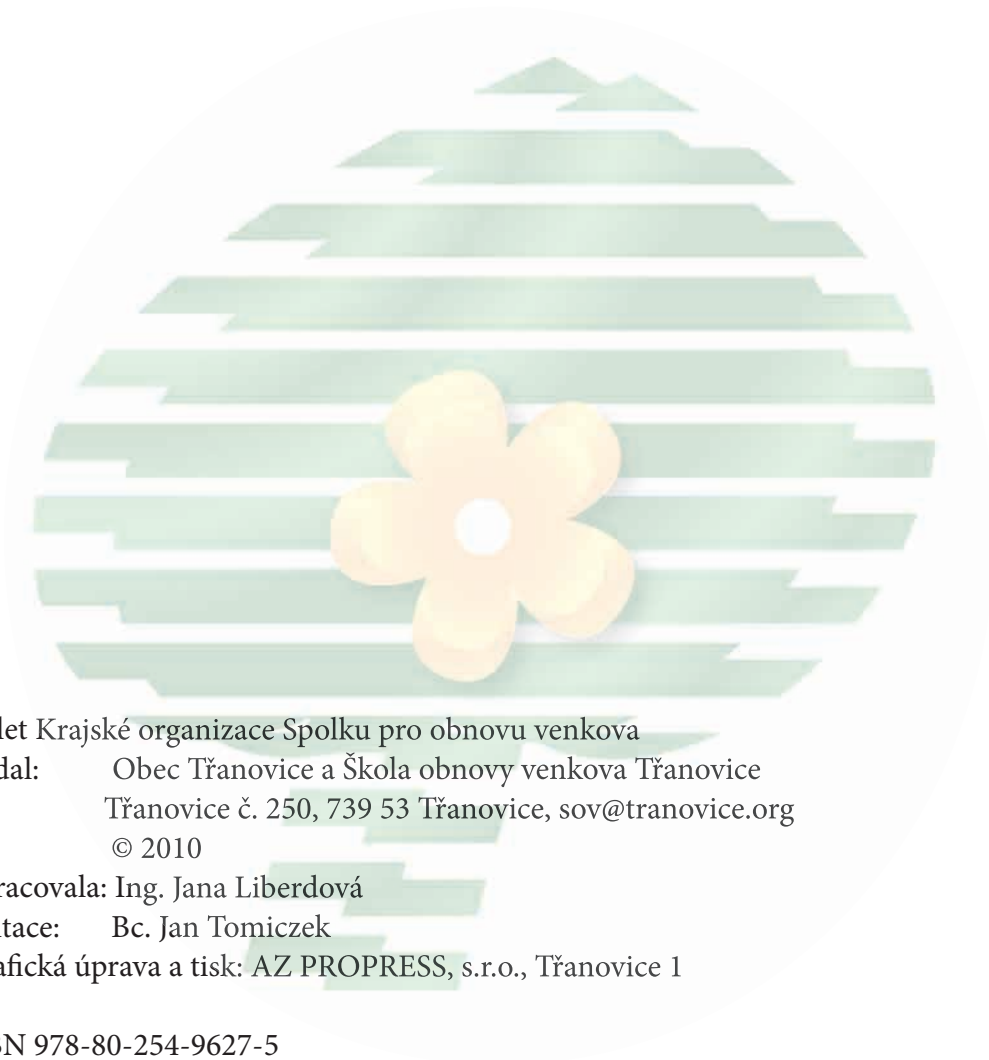 let Krajské organizace Spolku pro obnovu venkova
dal: Obec Třanovice a Škola obnovy venkova Třanovice
Třanovice č. 250, 739 53 Třanovice, sov@tranovice.org
© 2010
racovala: Ing. Jana Liberdová
tace: Bc. Jan Tomiczek
afická úprava a tisk: AZ PROPRESS, s.r.o., Třanovice 1
N 978-80-254-9627-5